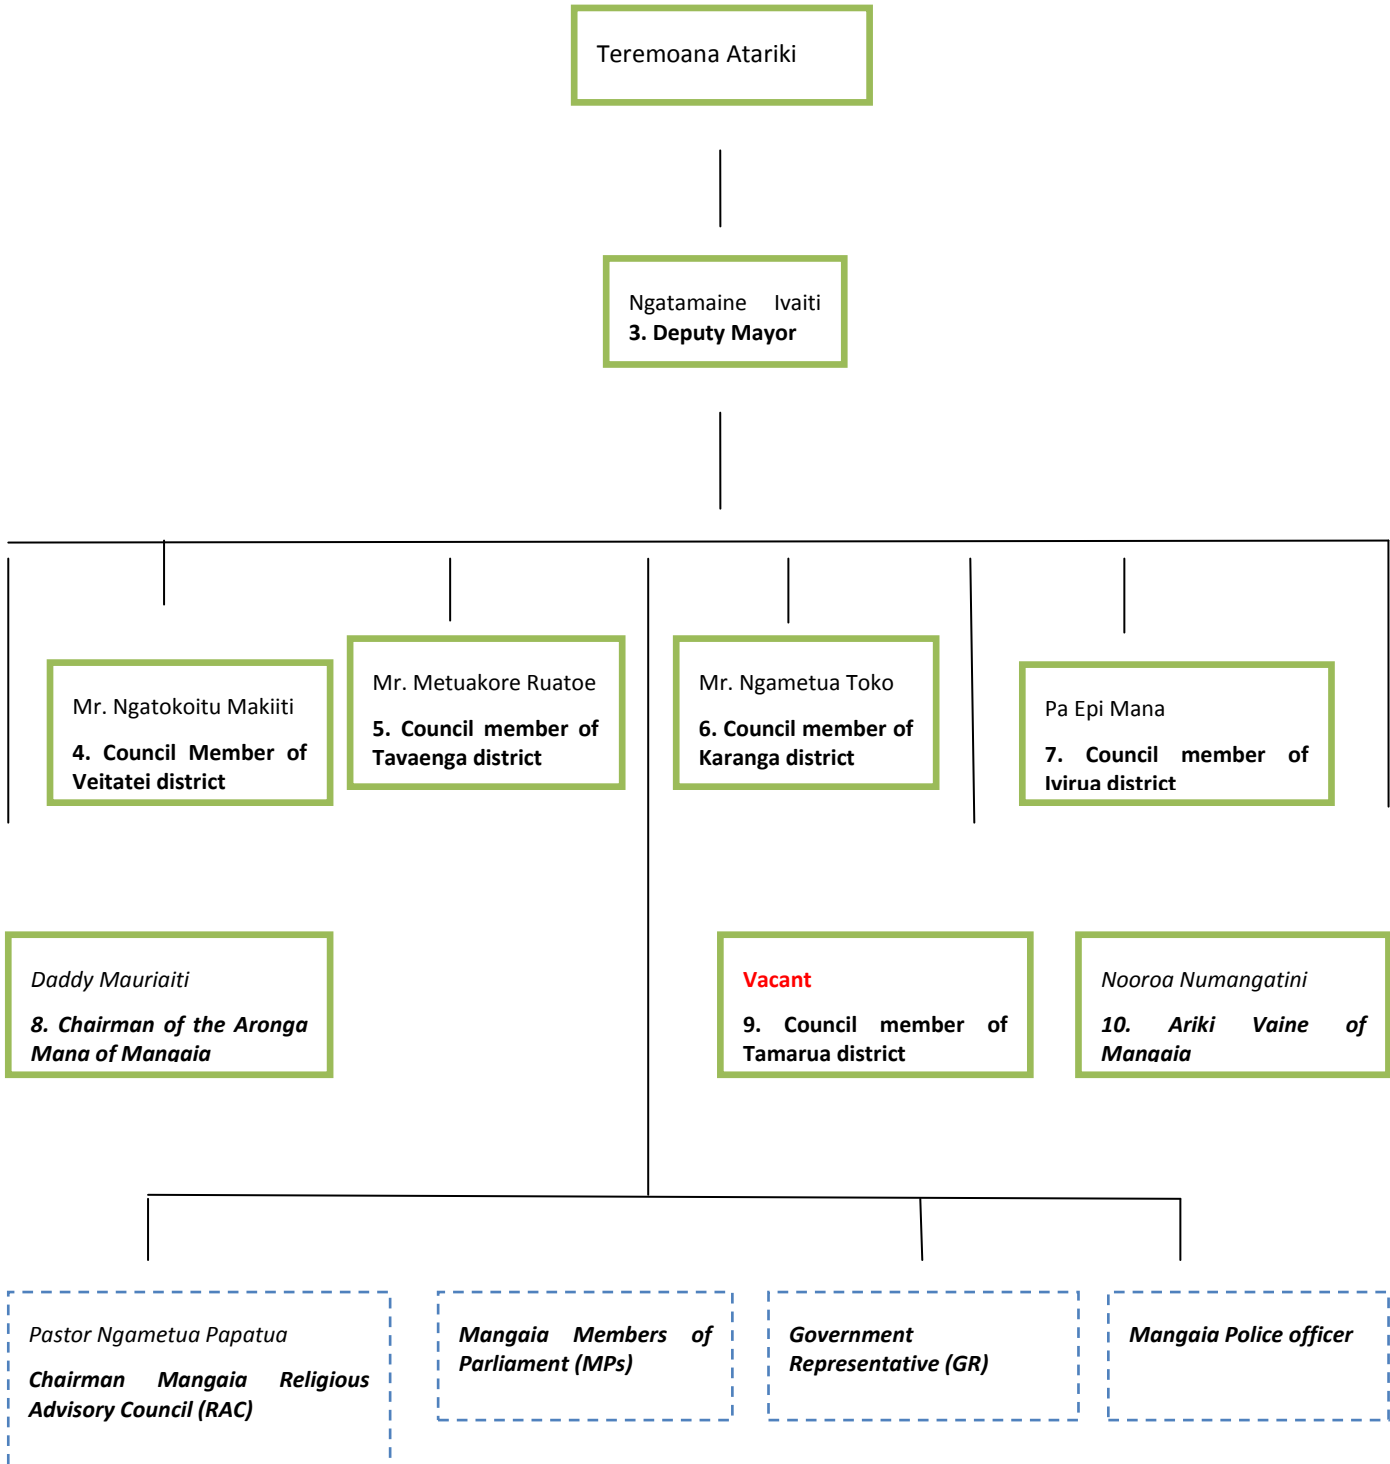 Teremoana Atariki
Ngatamaine Ivaiti
3. Deputy Mayor
Mr. Ngatokoitu Makiiti
4. Council Member of
Veitatei district
Mr. Metuakore Ruatoe
5. Council member of
Tavaenga district
Mr. Ngametua Toko
6. Council member of
Karanga district
Pa Epi Mana
7. Council member of
Ivirua district
Daddy Mauriaiti
8. Chairman of the Aronga
Mana of Mangaia
Vacant
9. Council member of
Tamarua district
Nooroa Numangatini
10. Ariki Vaine of
Mangaia
Pastor Ngametua Papatua
Chairman Mangaia Religious
Advisory Council (RAC)
Mangaia Members of
Parliament (MPs)
Government
Representative (GR)
Mangaia Police officer